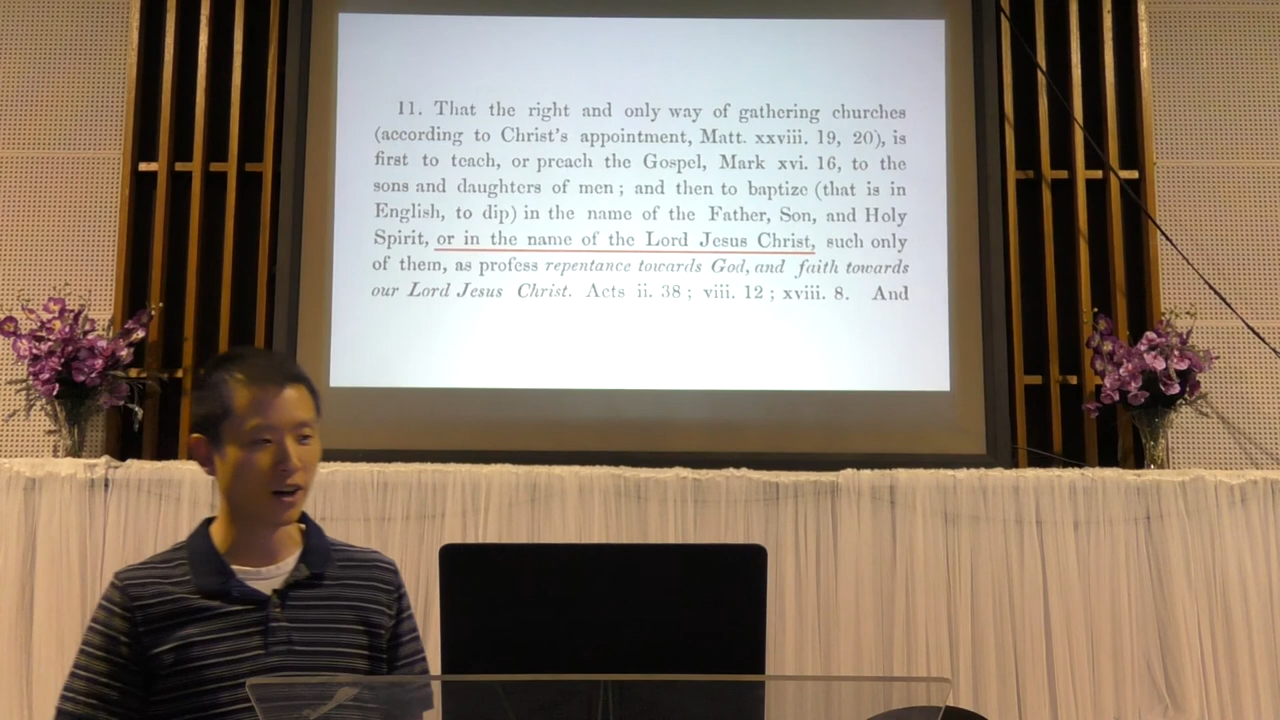 11. That the right and only way of gathering churches
(according to Christ's appointment, Matt. xxviii. 19, 20), is
first to teach, or preach the Gospel, Mark xvi. 16, to the
sons and daughters of men; and then to baptize (that is in
English, to dip) in the name of the Father, Son, and Holy
Spirit, or in the name of the Lord Jesus Christ, such only
of them, as profess repentance towards God, and faith towards
our Lord Jesus Christ. Acts ii. 38; viii. 12; xviii. 8. And